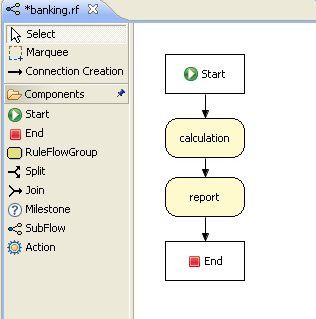 *banking.rf
Select
Marquee
Connection Creation
Components
Start
End
RuleFlowGroup
Split
Join
Milestone
SubFlow
Action
Start
calculation
report
End